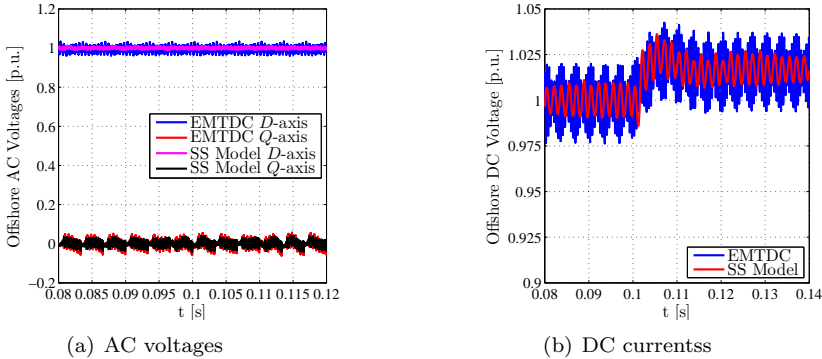 Offshore AC Voltages [p.u.]
1.2
1
0.8
0.6
0.4
0.2
0
−0.2
EMTDC D-axis
EMTDC Q-axis
SS Model D-axis
SS Model Q-axis
0.08 0.085 0.09 0.095 0.1 0.105 0.11 0.115 0.12
t [s]
(a) AC voltages
Offshore DC Voltage [p.u.]
1.05
1.025
1
0.975
0.95
0.925
0.9
EMTDC
SS Model
0.08 0.09 0.1 0.11 0.12 0.13 0.14
t [s]
(b) DC currentss